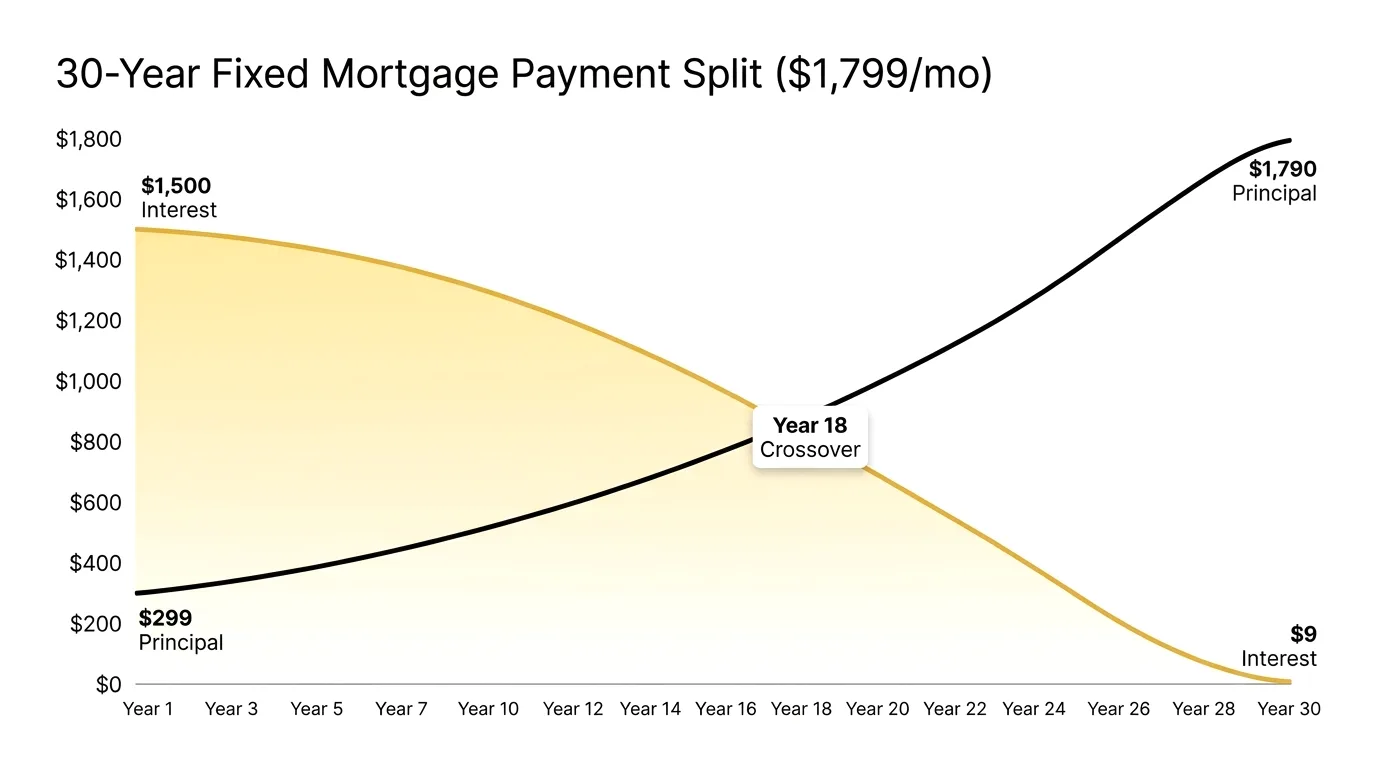 30-Year Fixed Mortgage Payment Split ($1,799/mo)
$1,800
$1,600
$1,400
$1,200
$1,000
$800
$600
$400
$200
$0
$1,500
Interest
$299
Principal
Year 18
Crossover
$1,790
Principal
$9
Interest
Year 1 Year 3 Year 5 Year 7 Year 10 Year 12 Year 14 Year 16 Year 18 Year 20 Year 22 Year 24 Year 26 Year 28 Year 30